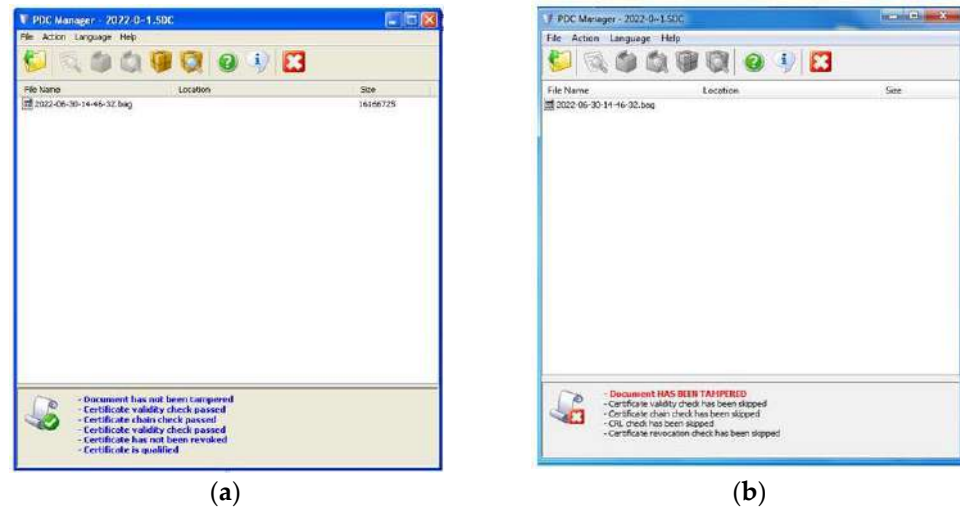 PDC Manager - 2022-0~1.SDC
File Action Language Help
File Name Location Size
2022-06-30-14-46-32.bag 16166725
- Document has not been tampered
- Certificate validity check passed
- Certificate chain check passed
- Certificate validity check passed
- Certificate has not been revoked
- Certificate is qualified
(a)
PDC Manager - 2022-0~1.SDC
File Action Language Help
File Name Location Size
2022-06-30-14-46-32.bag
- Document HAS BEEN TAMPERED
- Certificate validity check has been skipped
- Certificate chain check has been skipped
- CRL check has been skipped
- Certificate revocation check has been skipped
(b)